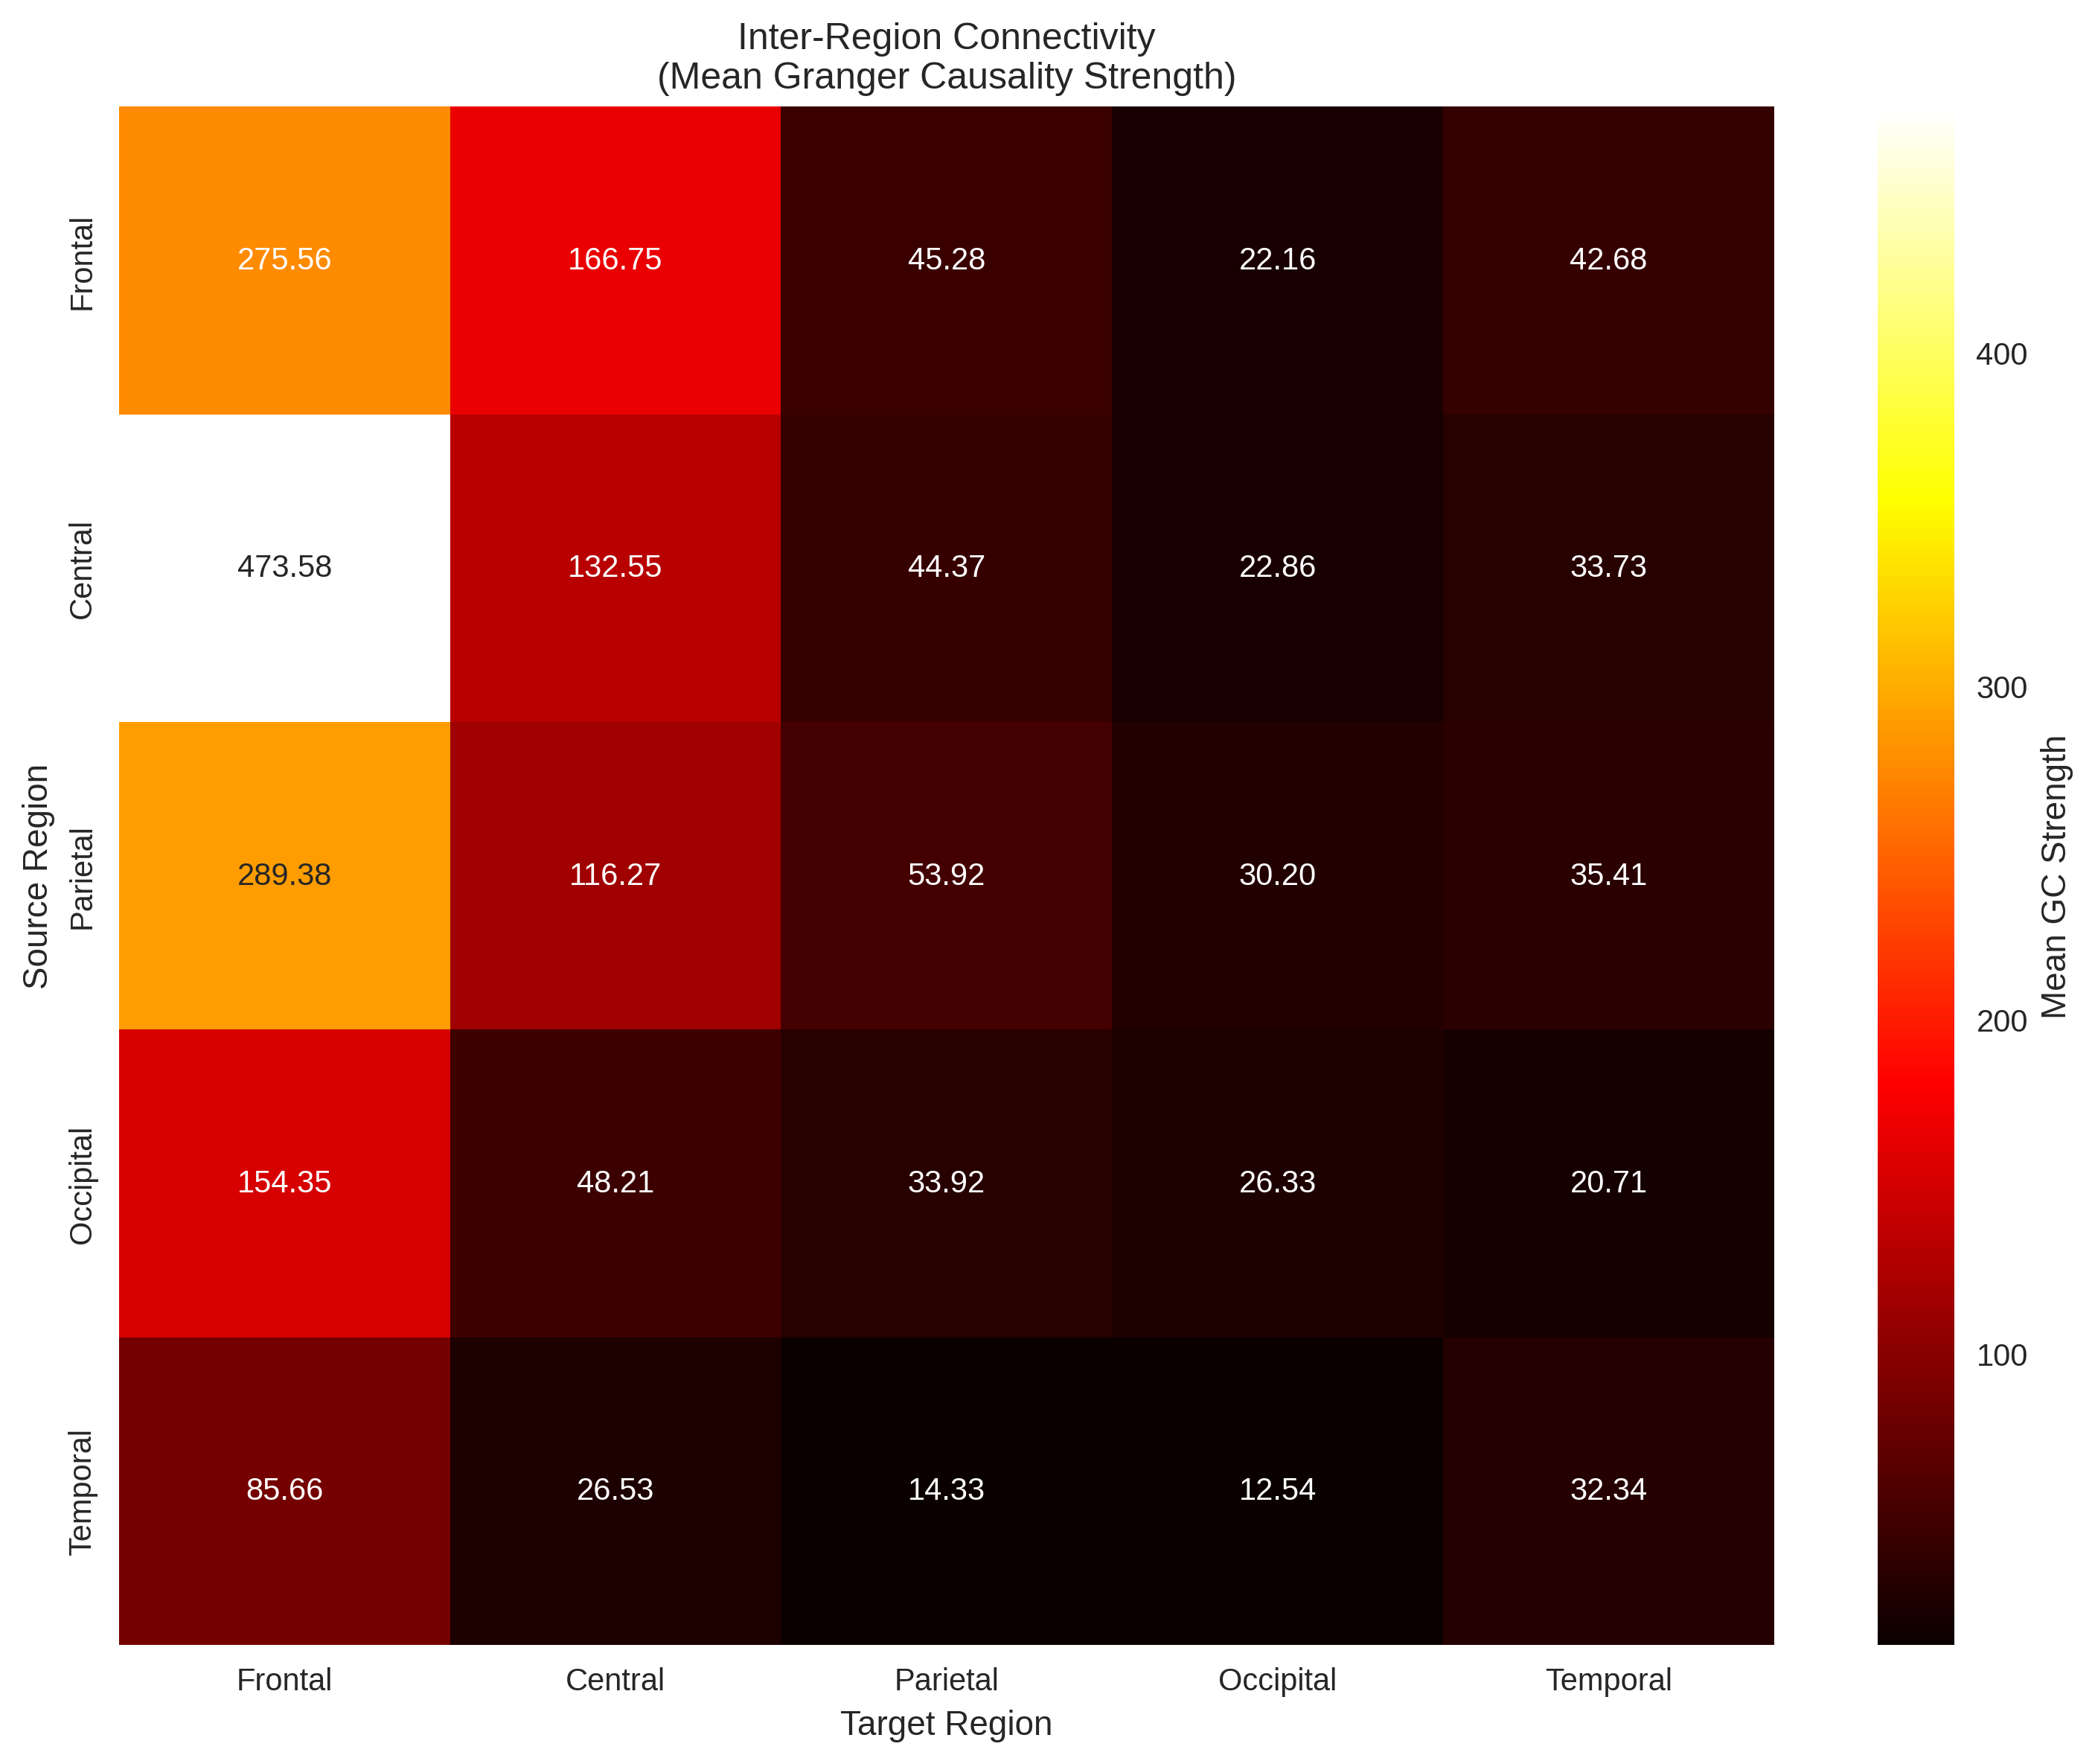 Inter-Region Connectivity
(Mean Granger Causality Strength)
Source Region
Frontal
275.56 166.75 45.28 22.16 42.68
Central
473.58 132.55 44.37 22.86 33.73
Parietal
289.38 116.27 53.92 30.20 35.41
Occipital
154.35 48.21 33.92 26.33 20.71
Temporal
85.66 26.53 14.33 12.54 32.34
Frontal Central Parietal Occipital Temporal
Target Region
400
300
200
100
Mean GC Strength